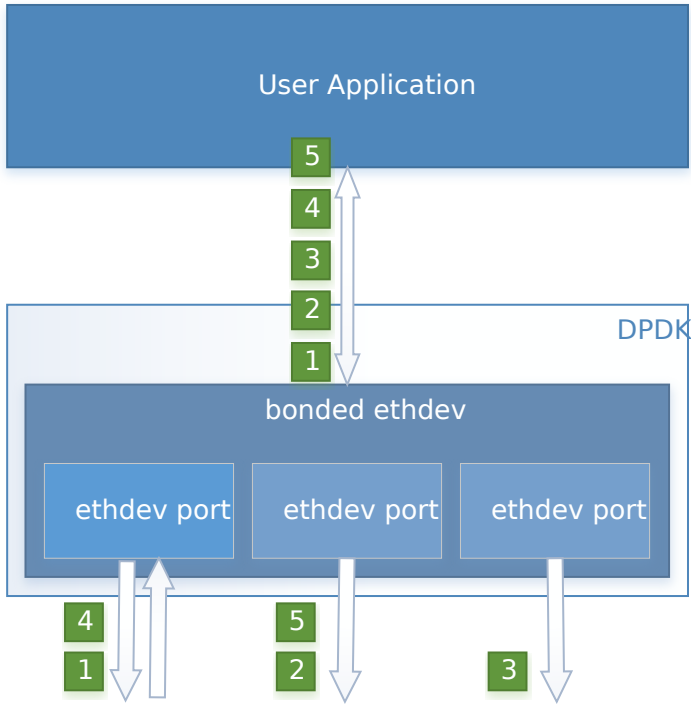 User Application
5
4
3
2
1
DPDK
bonded ethdev
ethdev port
ethdev port
ethdev port
4
1
5
2
3